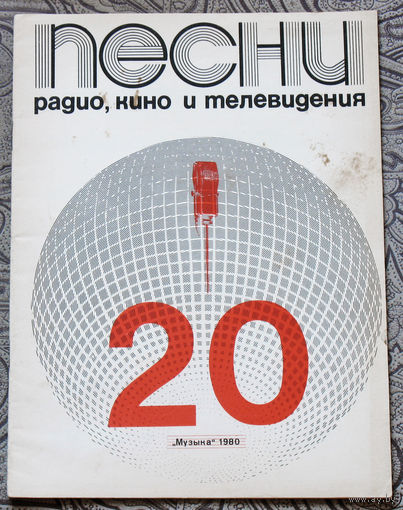 песни
радио, кино и телевидения
20
„Музыка“ 1980
www.ay.by